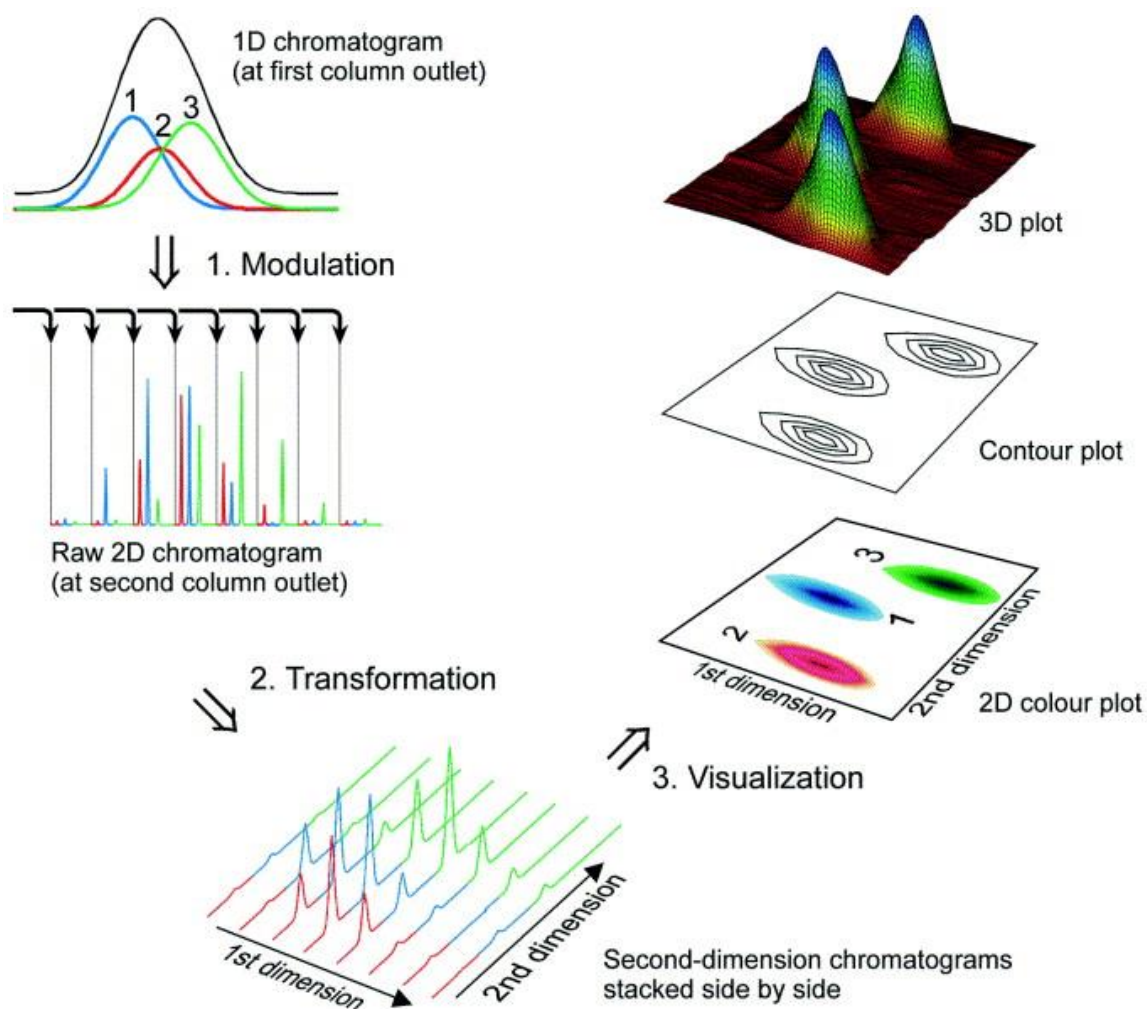 1D chromatogram
(at first column outlet)
1
2
3
1. Modulation
Raw 2D chromatogram
(at second column outlet)
2. Transformation
1st dimension
2nd dimension
Second-dimension chromatograms
stacked side by side
3. Visualization
3D plot
Contour plot
3
1
2
1st dimension
2nd dimension
2D colour plot